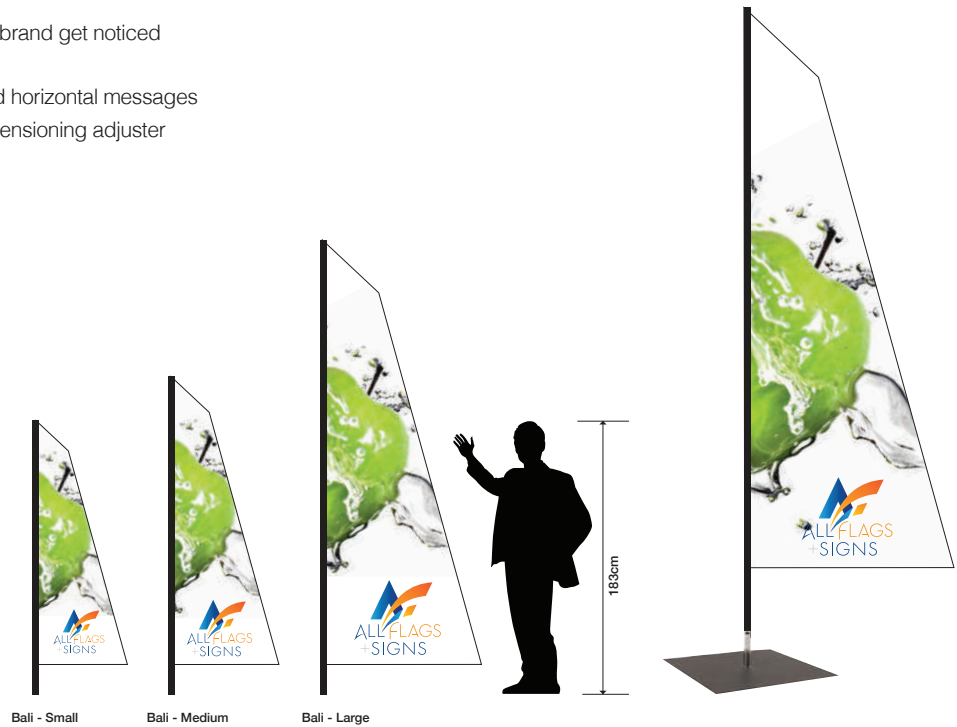 brand get noticed
d horizontal messages
ensioning adjuster
ALL FLAGS
+SIGNS
ALL FLAGS
+SIGNS
ALL FLAGS
+SIGNS
ALL FLAGS
+SIGNS
183cm
Bali - Small
Bali - Medium
Bali - Large